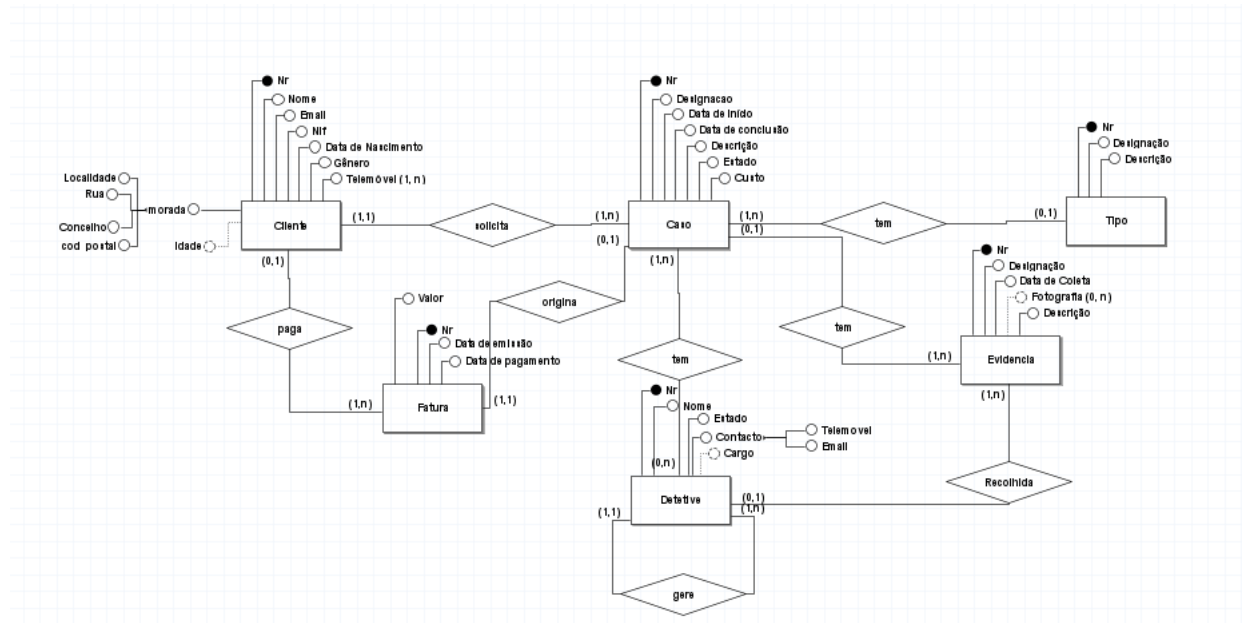 Nr
Nome
Email
Nif
Data de Nascimento
Gênero
Telemóvel (1, n)
Localidade
Rua
morada
Concelho
cod postal
Idade
Cliente
(1,1)
(0,1)
solicita
(1,n)
(0,1)
Nr
Designacao
Data de início
Data de conclusão
Descrição
Estado
Custo
Caso
(1,n)
(0,1)
(1,n)
tem
(0,1)
Nr
Designação
Descrição
Tipo
paga
(1,n)
Valor
Nr
Data de emissão
Data de pagamento
Fatura
(1,1)
origina
tem
tem
(1,n)
Nr
Designação
Data de Coleta
Fotografia (0, n)
Descrição
Evidencia
(1,n)
Nr
Nome
Estado
Contacto
Telemovel
Email
Cargo
(0,n)
Detetive
(1,1)
(0,1)
(1,n)
Recolhida
gere